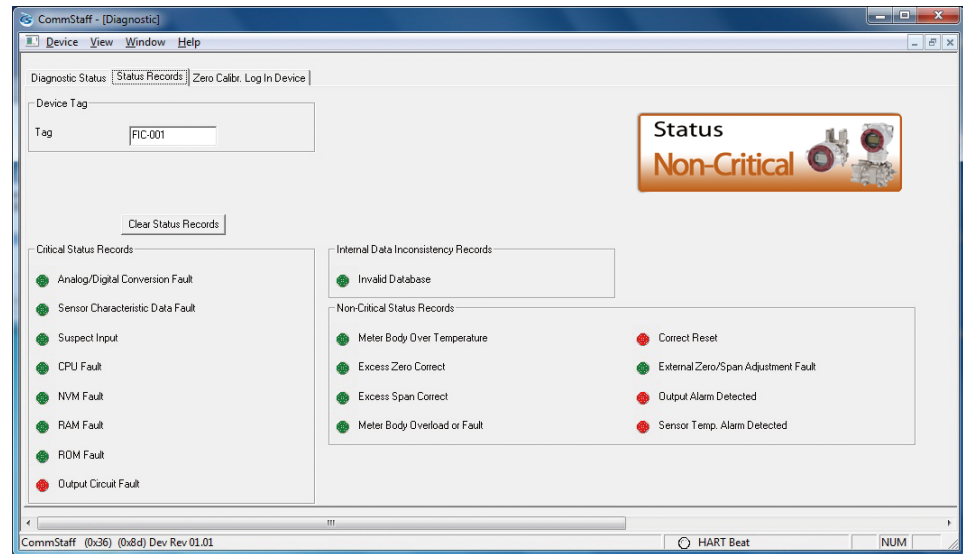 CommStaff - [Diagnostic]
Device View Window Help
Diagnostic Status Status Records Zero Calibr. Log In Device
Device Tag
Tag FIC-001
Status
Non-Critical
Clear Status Records
Critical Status Records
Analog/Digital Conversion Fault
Sensor Characteristic Data Fault
Suspect Input
CPU Fault
NVM Fault
RAM Fault
ROM Fault
Output Circuit Fault
Internal Data Inconsistency Records
Invalid Database
Non-Critical Status Records
Meter Body Over Temperature
Excess Zero Correct
Excess Span Correct
Meter Body Overload or Fault
Correct Reset
External Zero/Span Adjustment Fault
Output Alarm Detected
Sensor Temp. Alarm Detected
CommStaff (0x36) (0x8d) Dev Rev 01.01
HART Beat
NUM